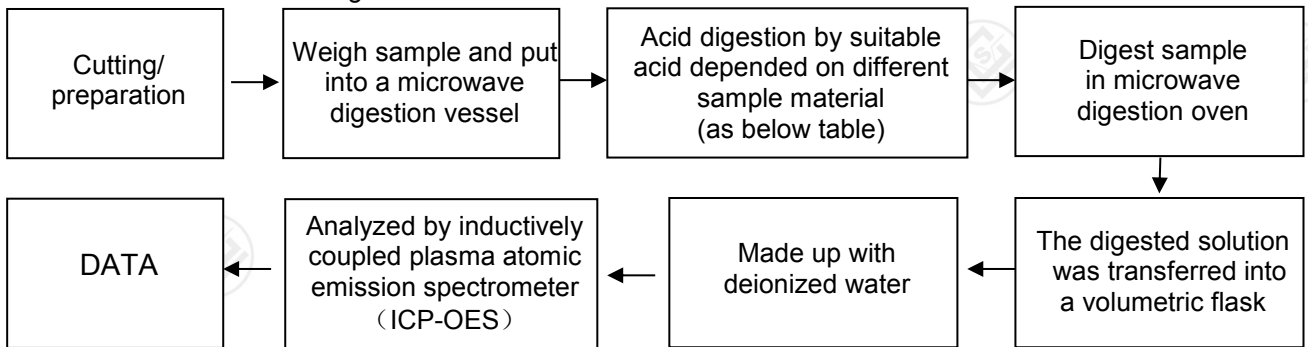 Cutting/
preparation
Weigh sample and put
into a microwave
digestion vessel
Acid digestion by suitable
acid depended on different
sample material
(as below table)
Digest sample
in microwave
digestion oven
The digested solution
was transferred into
a volumetric flask
Made up with
deionized water
Analyzed by inductively
coupled plasma atomic
emission spectrometer
（ICP-OES）
DATA